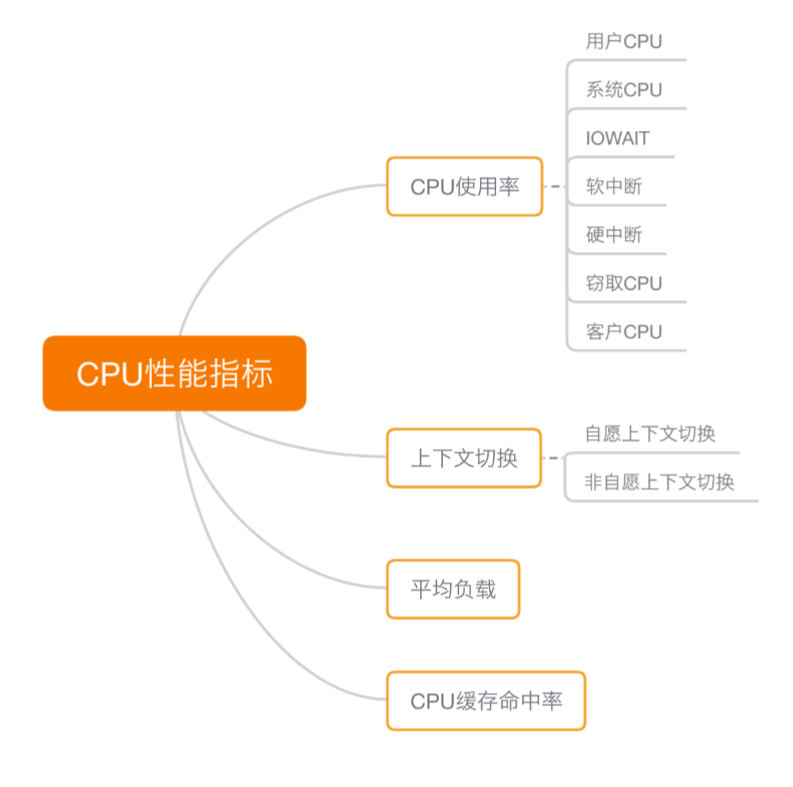 CPU性能指标
CPU使用率
用户CPU
系统CPU
IOWAIT
软中断
硬中断
窃取CPU
客户CPU
上下文切换
自愿上下文切换
非自愿上下文切换
平均负载
CPU缓存命中率